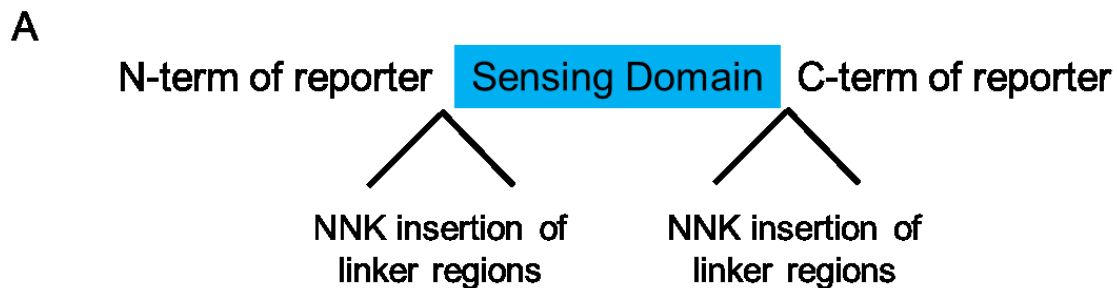 A
N-term of reporter Sensing Domain C-term of reporter
NNK insertion of
linker regions
NNK insertion of
linker regions